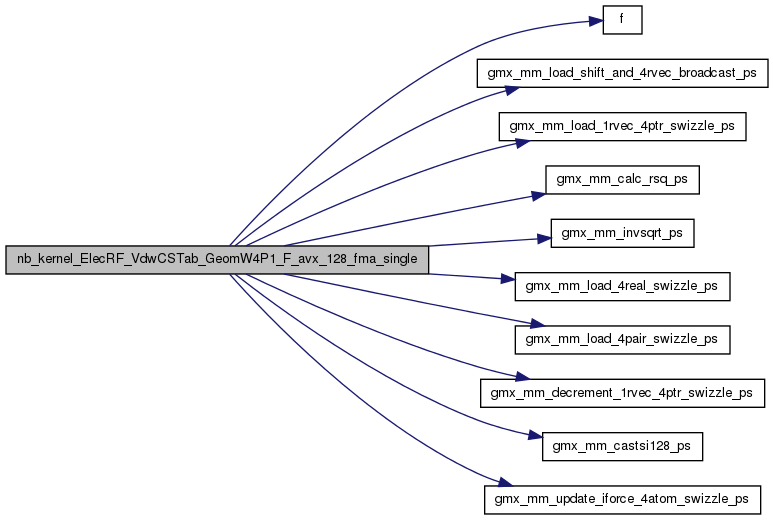 f
gmx_mm_load_shift_and_4rvec_broadcast_ps
gmx_mm_load_1rvec_4ptr_swizzle_ps
gmx_mm_calc_rsq_ps
gmx_mm_invsqrt_ps
nb_kernel_ElecRF_VdwCSTab_GeomW4P1_F_avx_128_fma_single
gmx_mm_load_4real_swizzle_ps
gmx_mm_load_4pair_swizzle_ps
gmx_mm_decrement_1rvec_4ptr_swizzle_ps
gmx_mm_castsi128_ps
gmx_mm_update_iforce_4atom_swizzle_ps